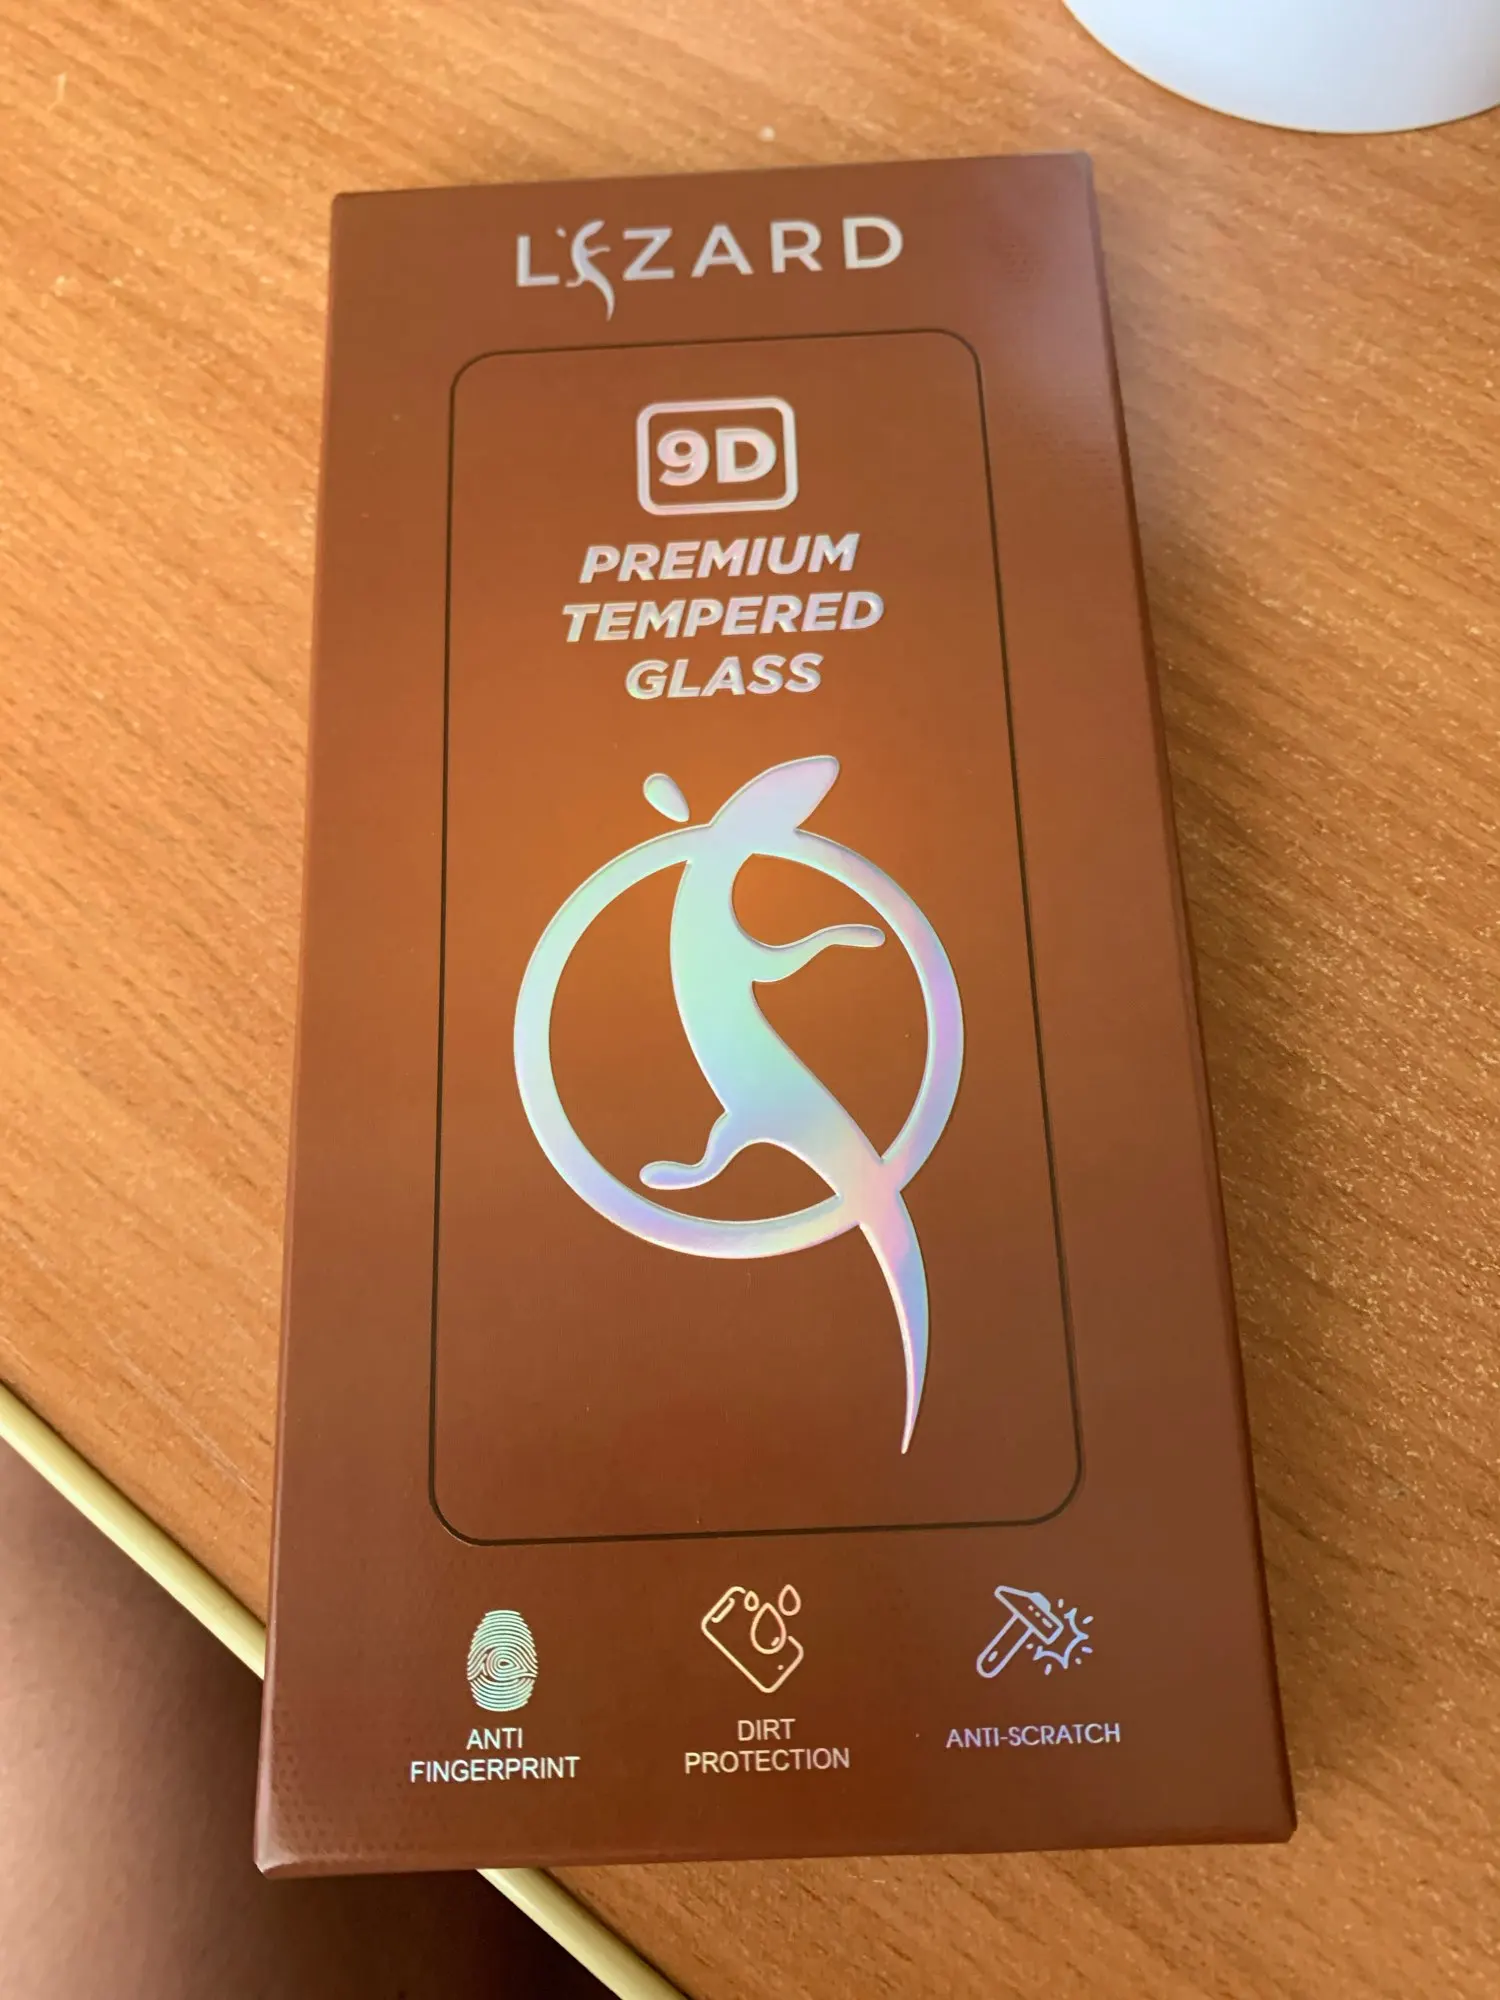 LIZARD
9D
PREMIUM
TEMPERED
GLASS
ANTI
FINGERPRINT
DIRT
PROTECTION
ANTI-SCRATCH